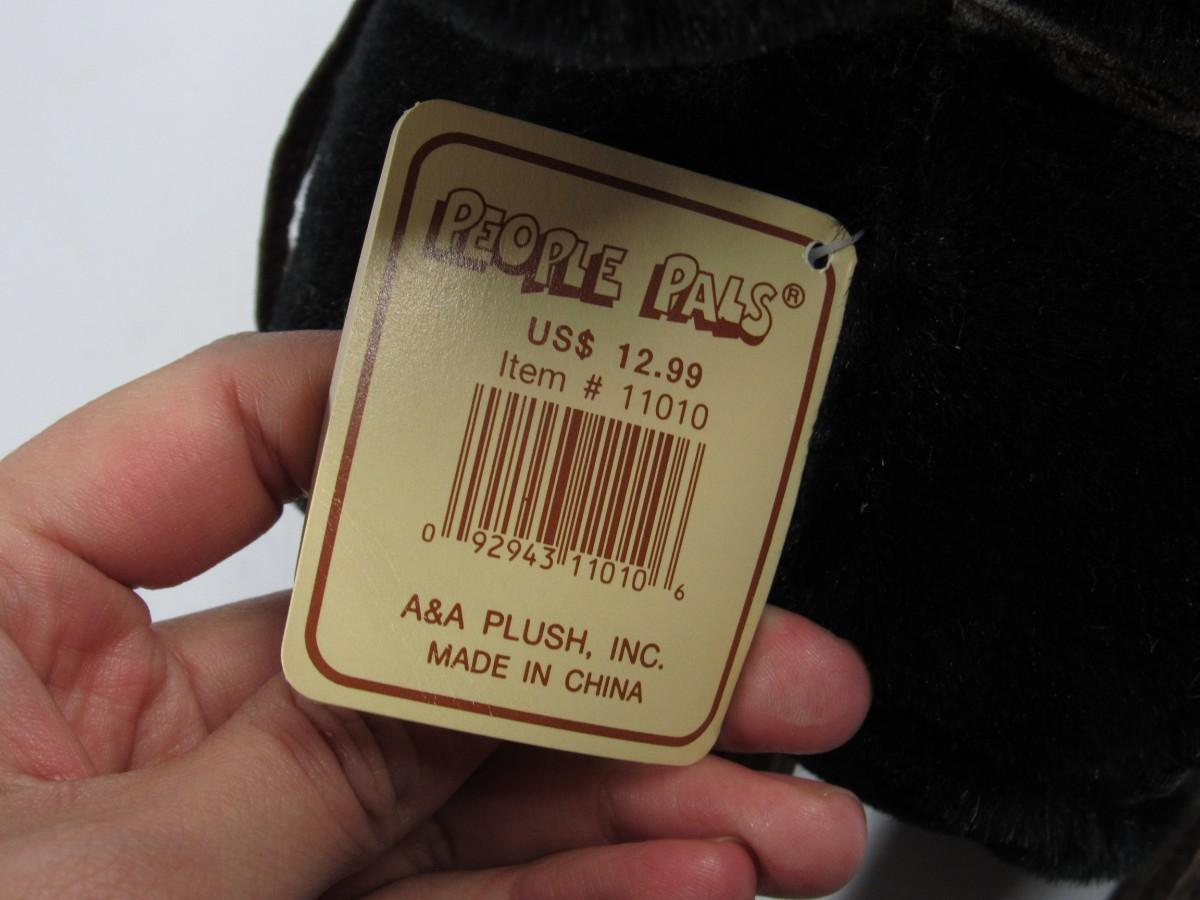 PEOPLE PALS®
US$ 12.99
Item # 11010
0 92943 11010 6
A&A PLUSH, INC.
MADE IN CHINA